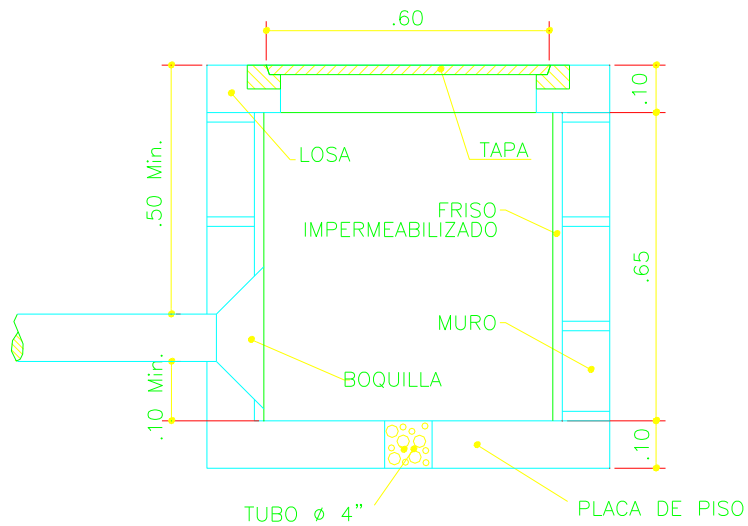 .60
.10
LOSA
TAPA
.50 Min.
FRISO
IMPERMEABILIZADO
.65
MURO
BOQUILLA
.10 Min.
.10
TUBO ø 4"
PLACA DE PISO